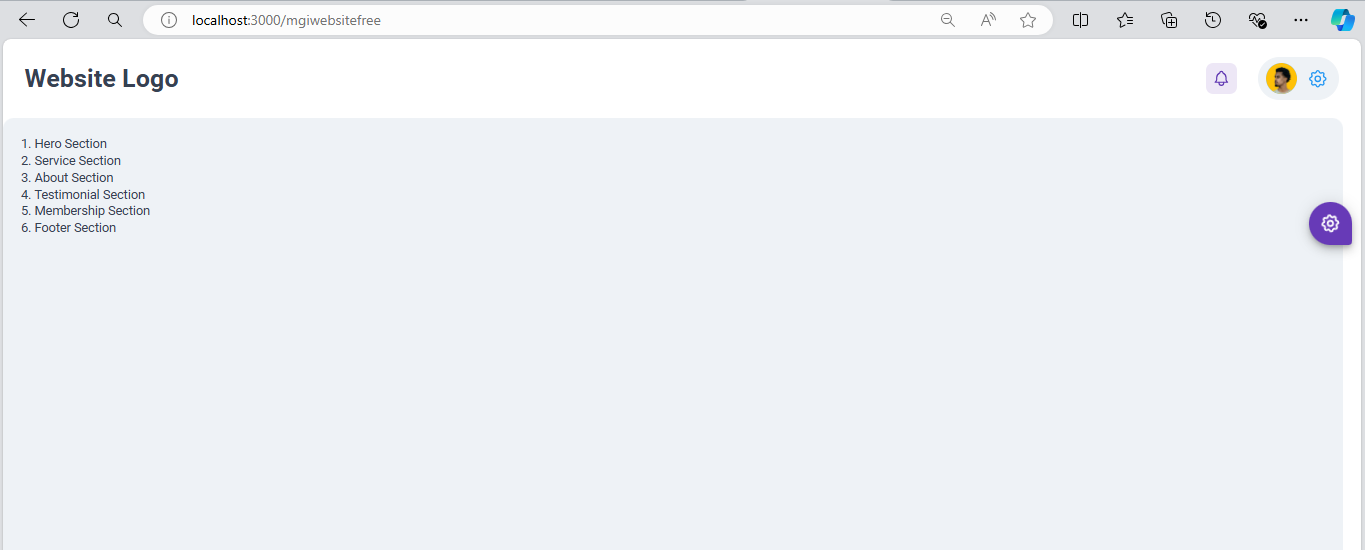 localhost:3000/mgiwebsitefree
Website Logo
1. Hero Section
2. Service Section
3. About Section
4. Testimonial Section
5. Membership Section
6. Footer Section